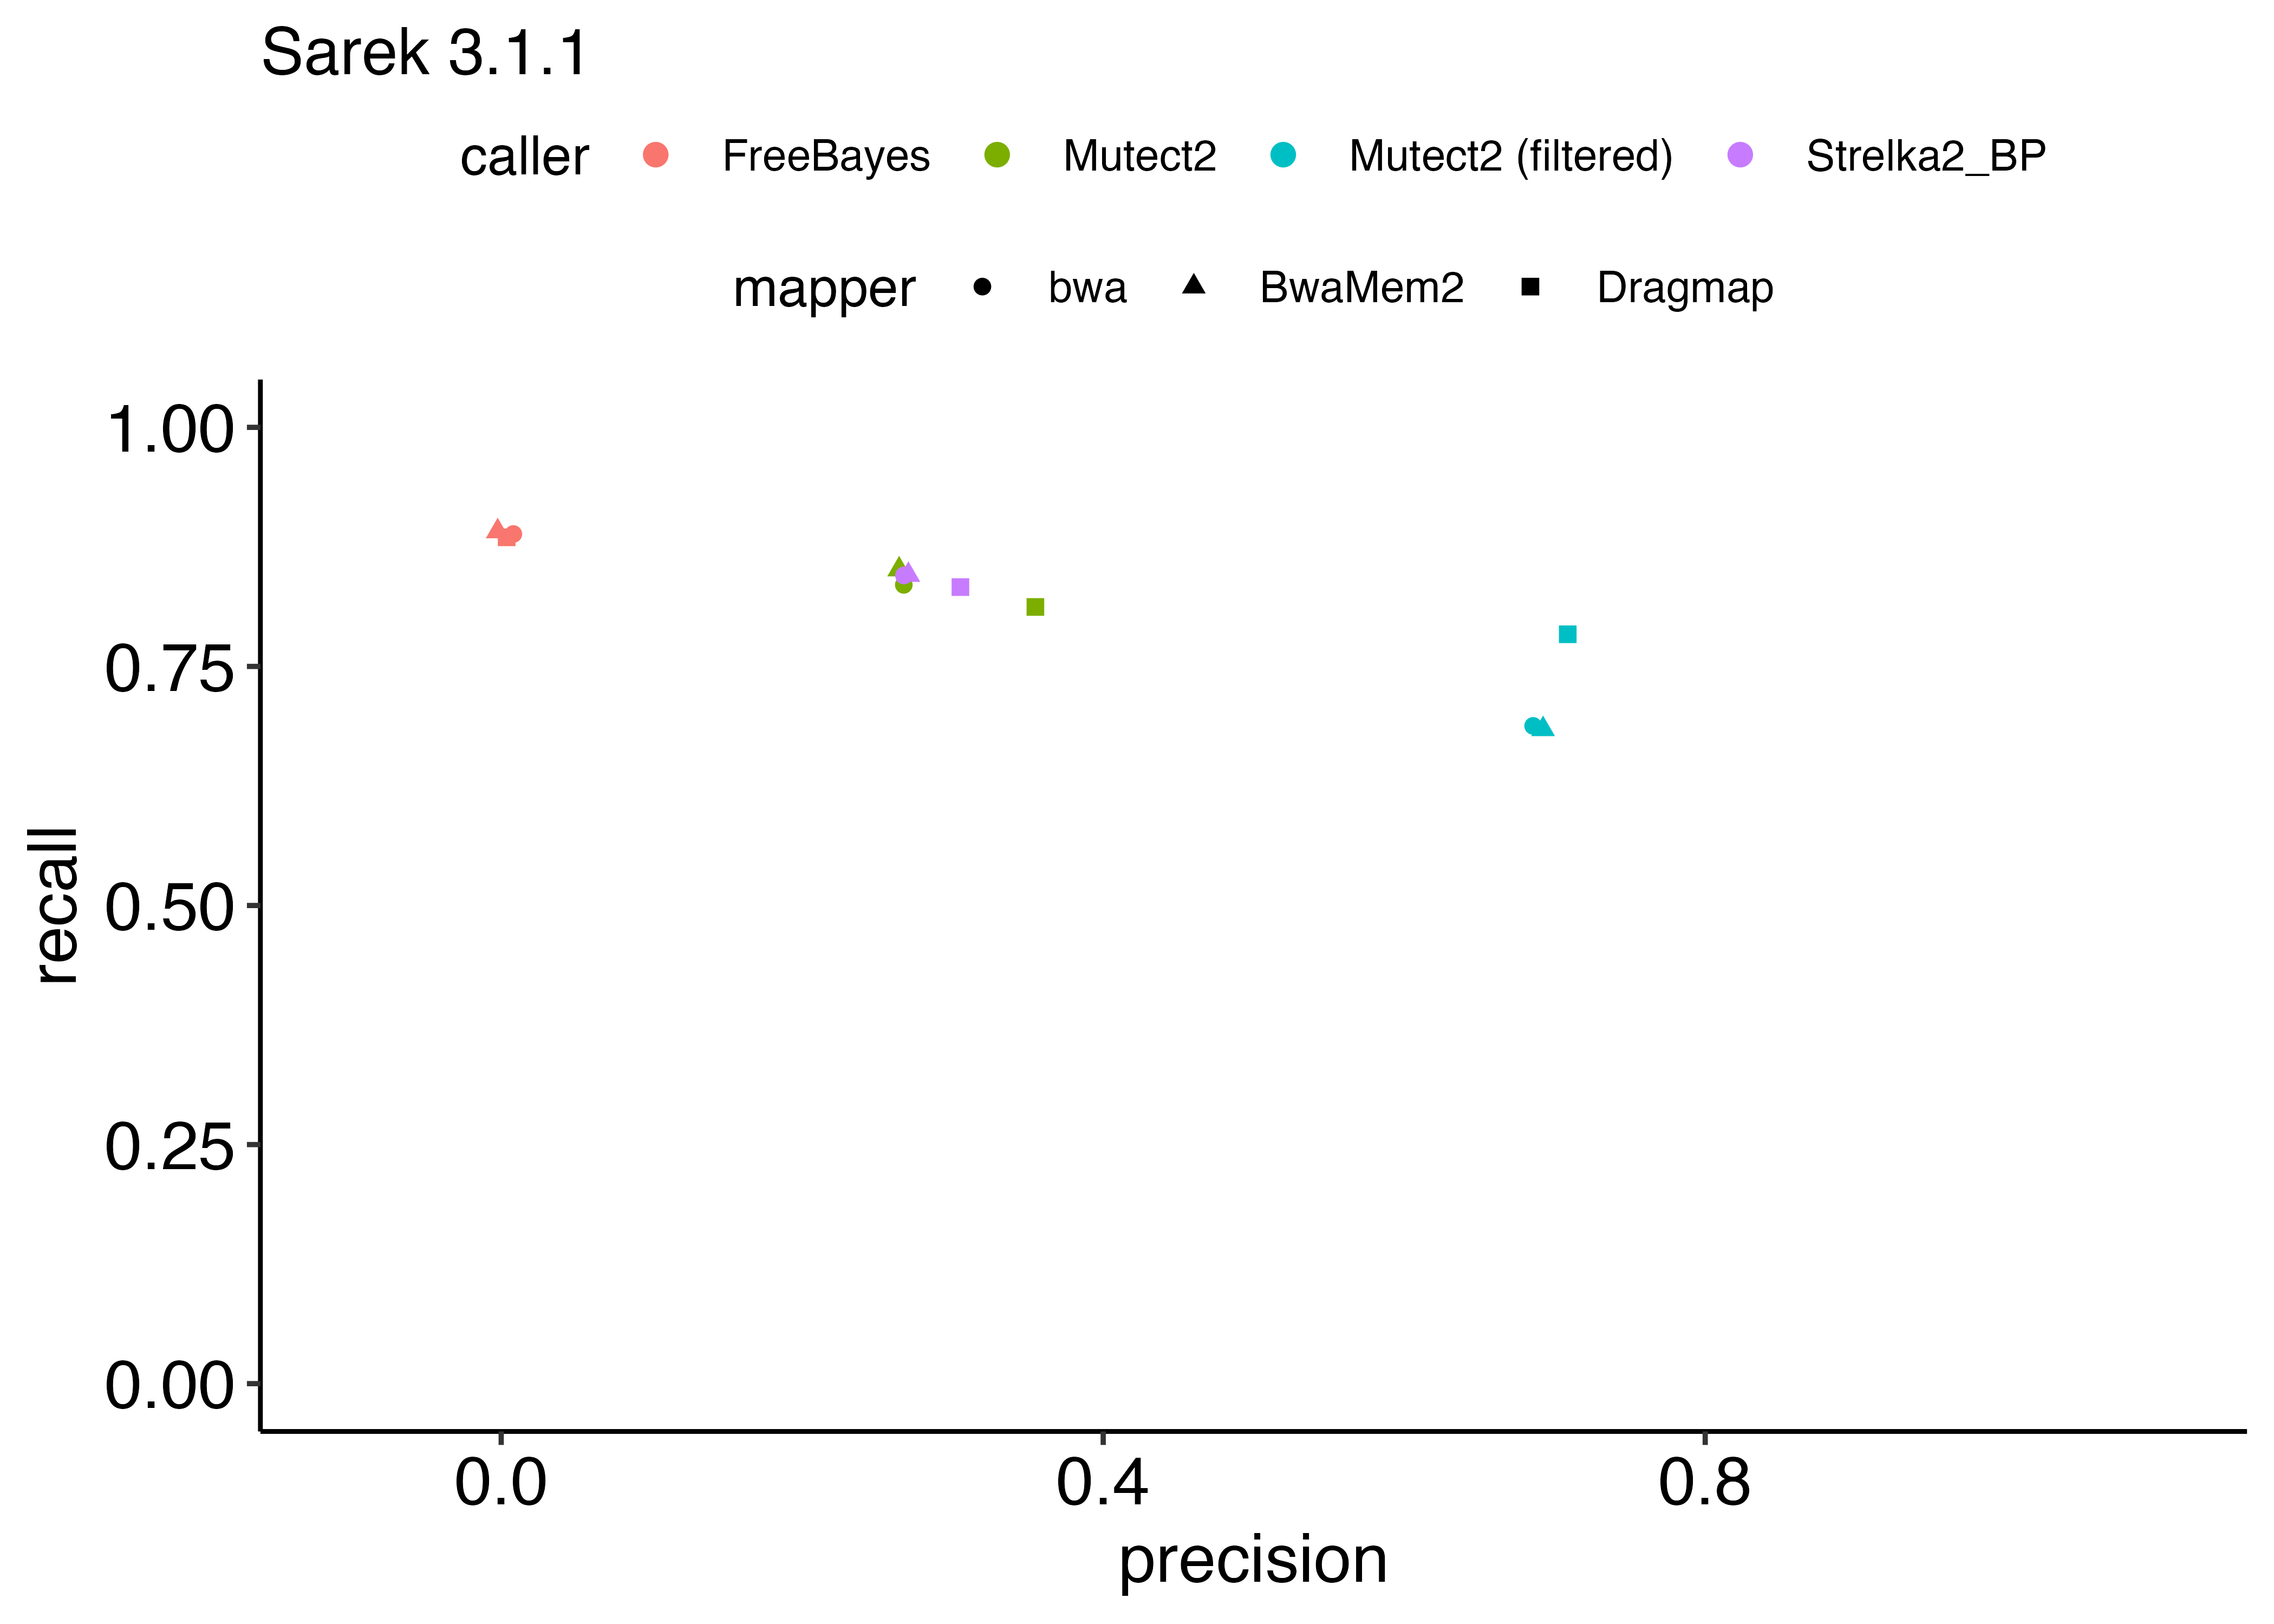 Sarek 3.1.1
caller FreeBayes Mutect2 Mutect2 (filtered) Strelka2_BP
mapper bwa BwaMem2 Dragmap
1.00
0.75
0.50
0.25
0.00
recall
0.0 0.4 0.8
precision